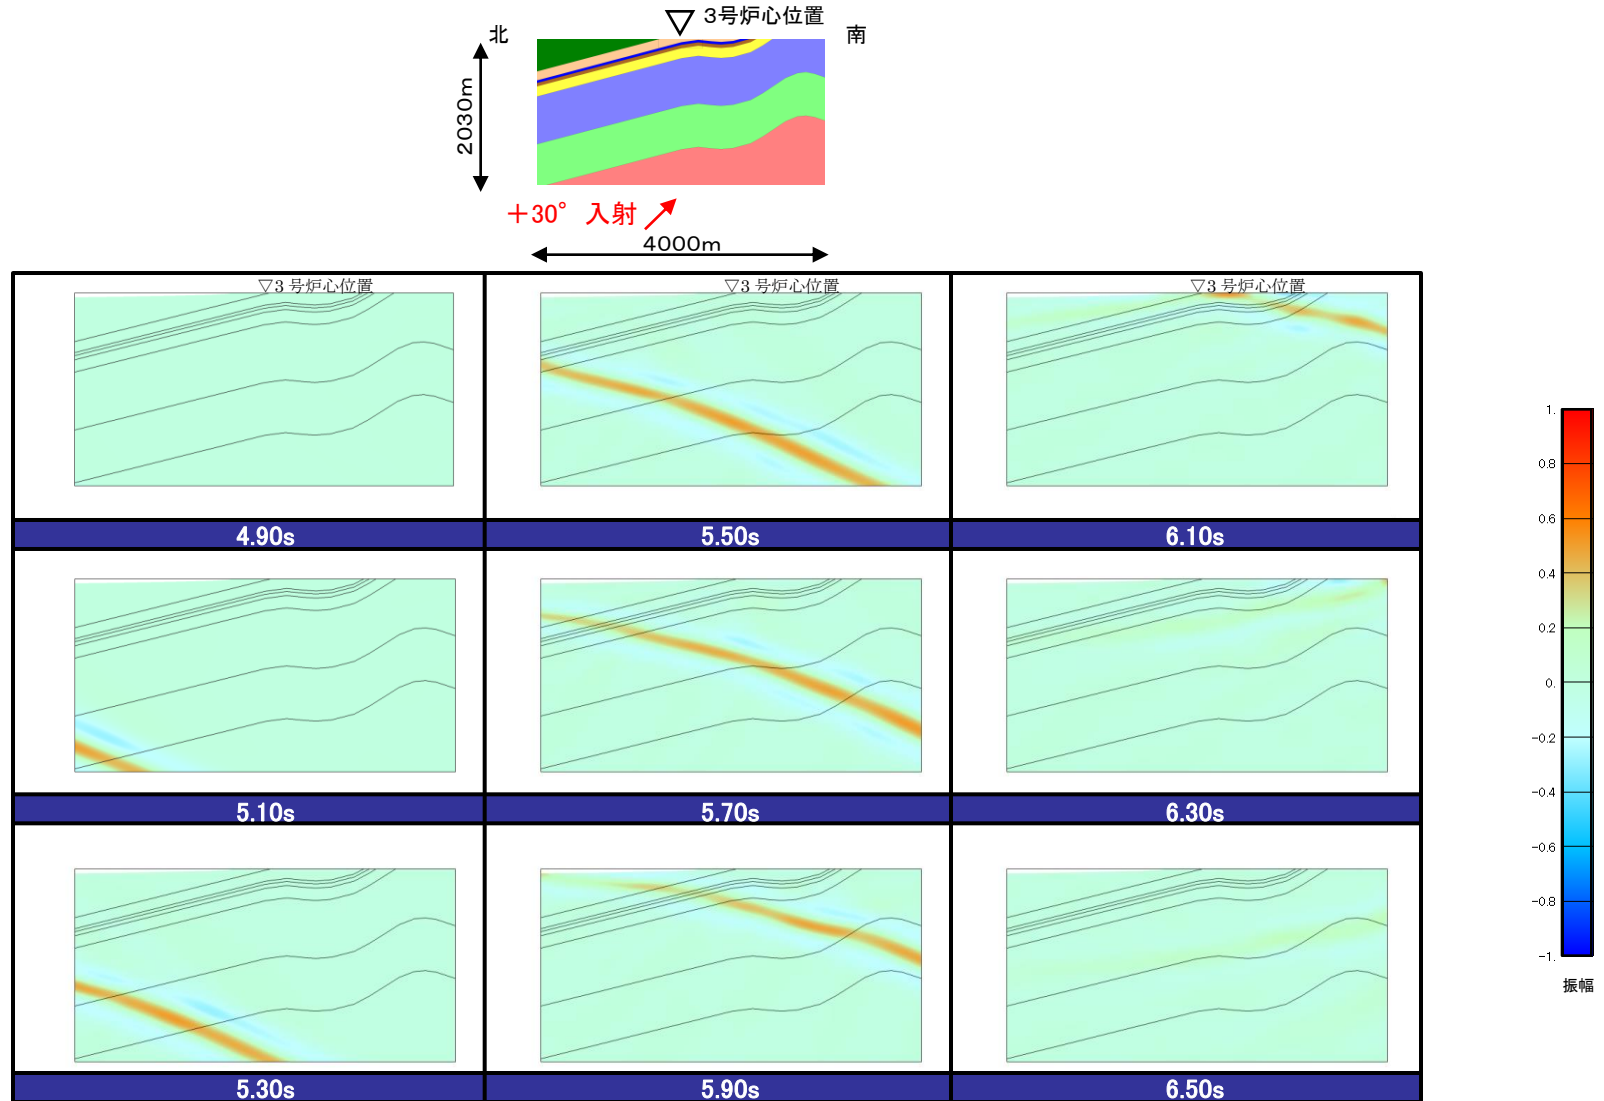 3号炉心位置
北
南
2030m
+30° 入射
4000m
▽3 号炉心位置
▽3 号炉心位置
▽3 号炉心位置
4.90s
5.50s
6.10s
5.10s
5.70s
6.30s
5.30s
5.90s
6.50s
1.
0.8
0.6
0.4
0.2
0.
-0.2
-0.4
-0.6
-0.8
-1.
振幅